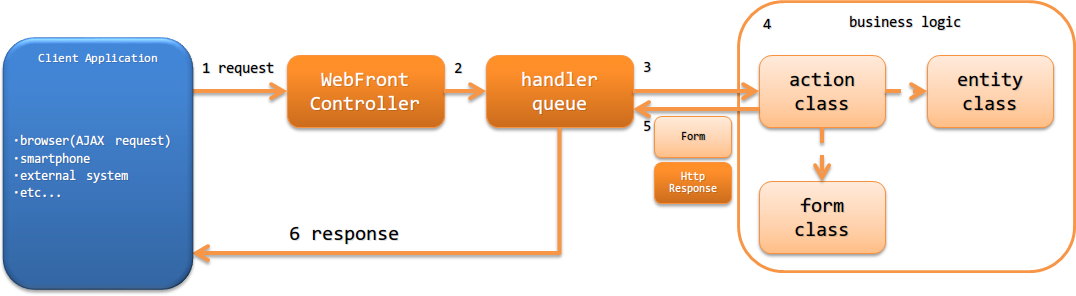 Client Application
・browser(AJAX request)
・smartphone
・external system
・etc...
1 request
WebFront
Controller
2
handler
queue
3
5
Form
Http
Response
4
business logic
action
class
entity
class
form
class
6 response